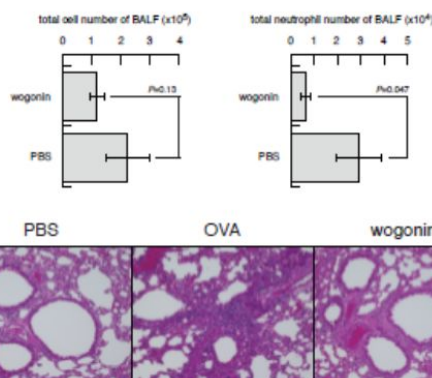 total cell number of BALF (x10⁵)
0 1 2 3 4
wogonin
P=0.13
PBS
total neutrophil number of BALF (x10⁴)
0 1 2 3 4 5
wogonin
P=0.047
PBS
PBS
OVA
wogonin